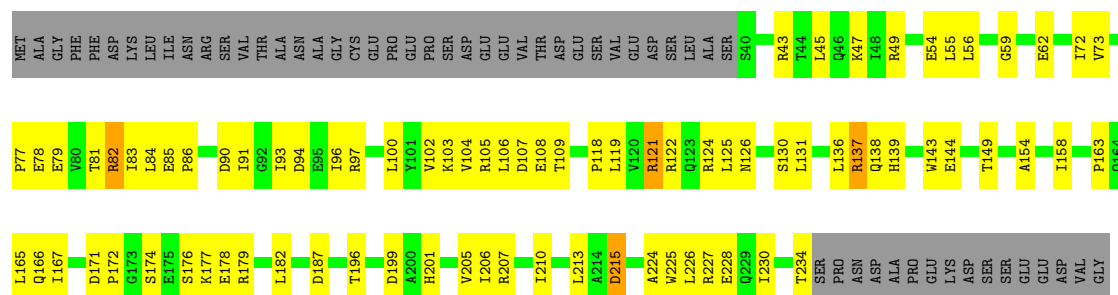 MET ALA GLY PHE PHE ASP LYS LEU ILE ASN ARG SER VAL THR ALA ASN ALA GLY CYS GLU PRO GLU PRO SER ASP GLU GLU VAL THR ASP GLU SER VAL GLU ASP SER LEU ALA SER S40 R43 T44 L45 Q46 K47 I48 R49 E54 L55 L56 G59 E62 I72 V73
P77 E78 E79 V80 T81 R82 I83 L84 E85 P86 D90 I91 G92 I93 D94 E95 I96 R97 L100 Y101 V102 K103 V104 R105 L106 D107 E108 T109 P118 L119 V120 R121 R122 Q123 R124 L125 N126 S130 L131 L136 R137 Q138 H139 W143 E144 T149 A154 I158 P163 Q164
L165 Q166 I167 D171 P172 G173 S174 E175 S176 K177 E178 R179 L182 D187 T196 D199 A200 H201 V205 I206 R207 I210 L213 A214 D215 A224 W225 L226 R227 E228 Q229 I230 T234 SER PRO ASN ASP ALA PRO GLU LYS ASP SER SER GLU GLU ASP VAL GLY